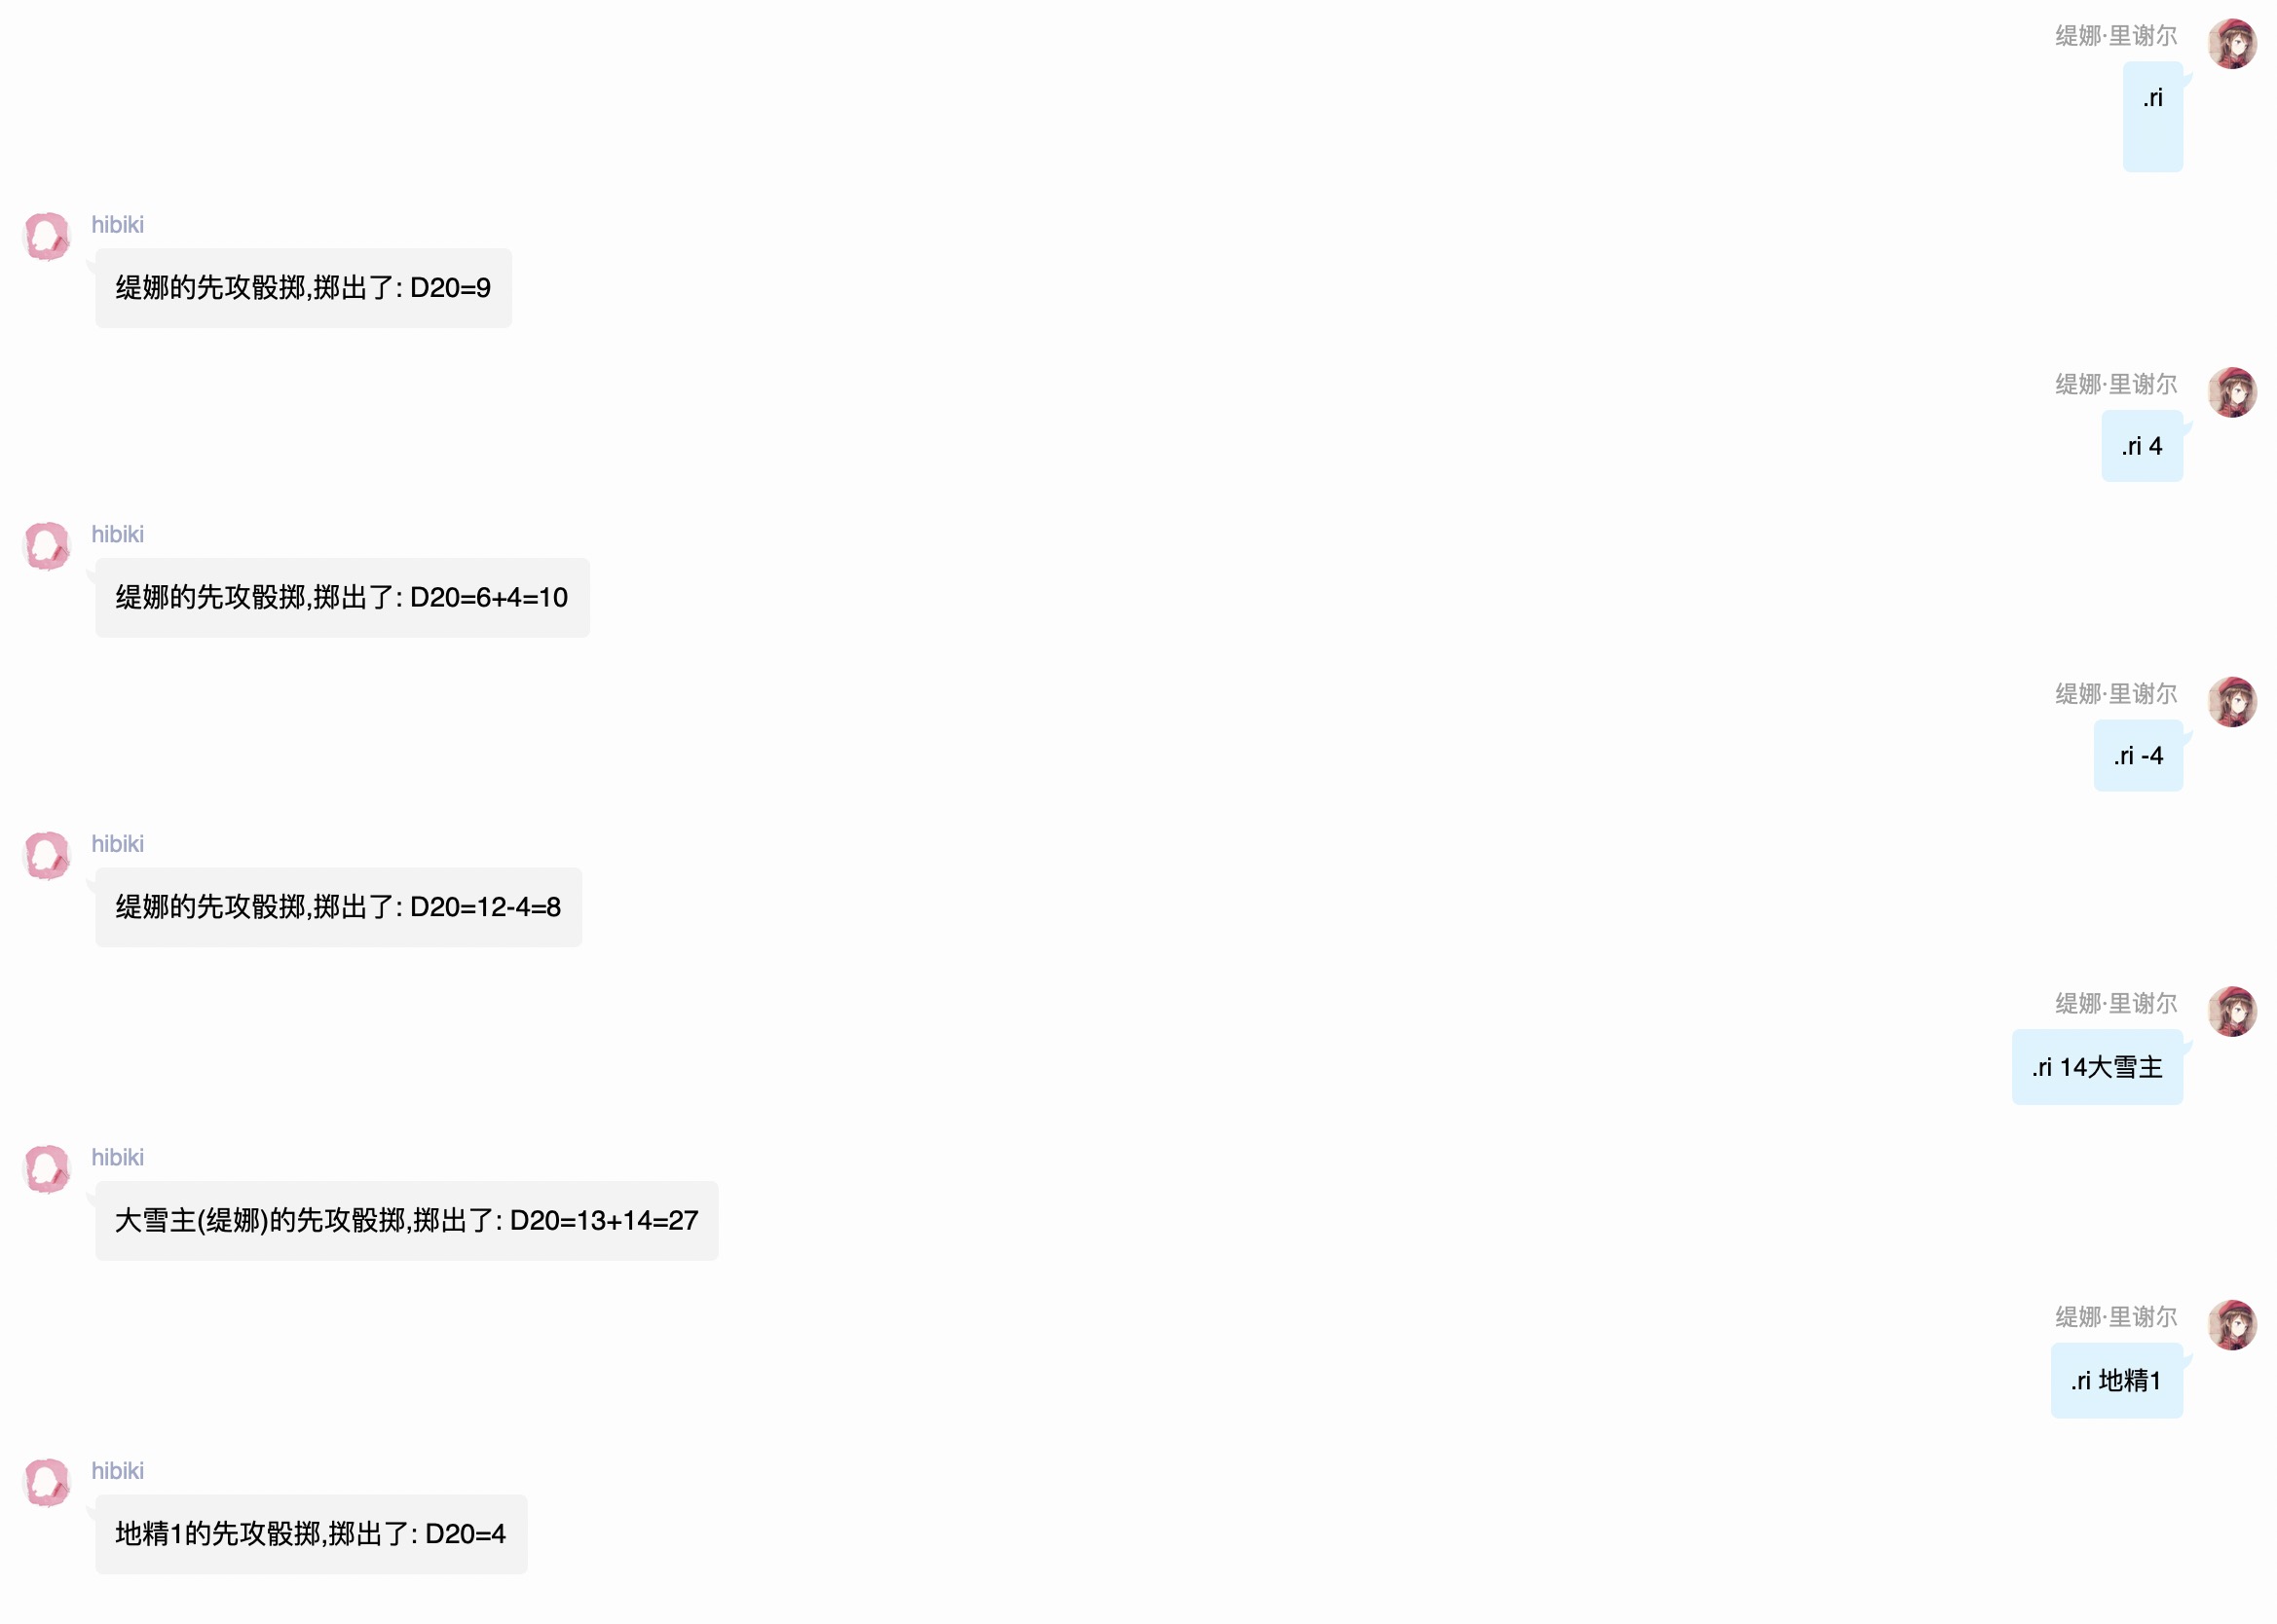 缇娜·里谢尔
.ri
hibiki
缇娜的先攻骰掷,掷出了: D20=9
缇娜·里谢尔
.ri 4
hibiki
缇娜的先攻骰掷,掷出了: D20=6+4=10
缇娜·里谢尔
.ri -4
hibiki
缇娜的先攻骰掷,掷出了: D20=12-4=8
缇娜·里谢尔
.ri 14大雪主
hibiki
大雪主(缇娜)的先攻骰掷,掷出了: D20=13+14=27
缇娜·里谢尔
.ri 地精1
hibiki
地精1的先攻骰掷,掷出了: D20=4